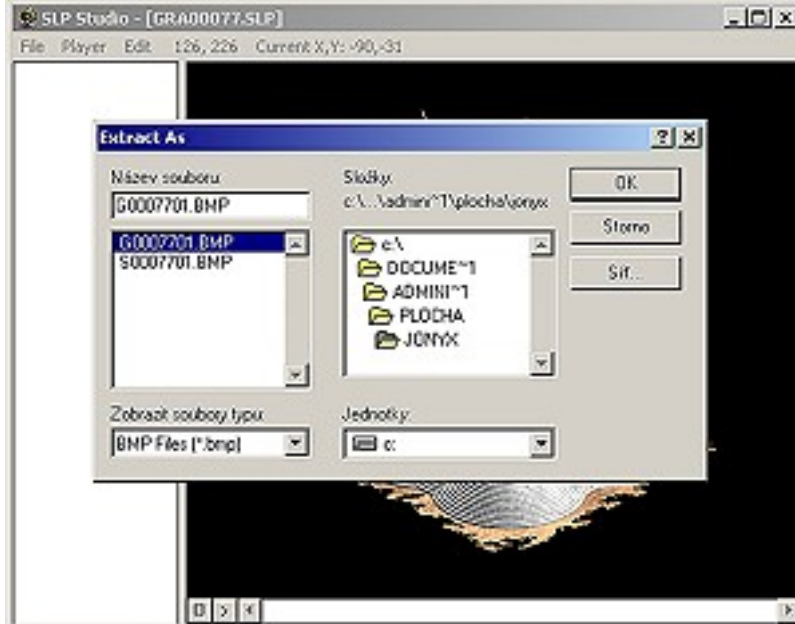 SLP Studio - [GRA00077.SLP]
File Player Edit 126, 226 Current X,Y: -90,-31
Extract As
Název souboru:
G0007701.BMP
G0007701.BMP
S0007701.BMP
Složky:
c:\...\admini~1\plocha\jonyx
c:\
DOCUME~1
ADMINI~1
PLOCHA
JONYX
OK
Storno
Síť...
Zobrazit soubory typu:
BMP Files (*.bmp)
Jednotky:
c: